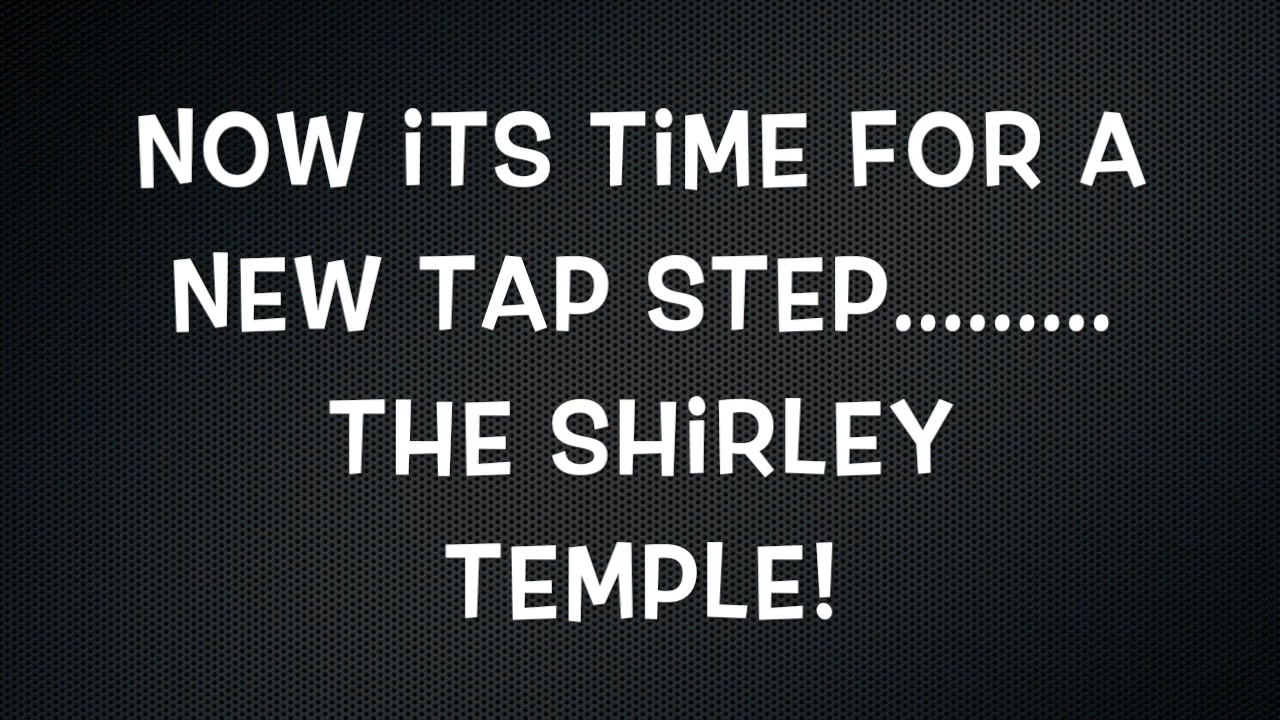 NOW iTS TiME FOR A
NEW TAP STEP.........
THE SHiRLEY
TEMPLE!